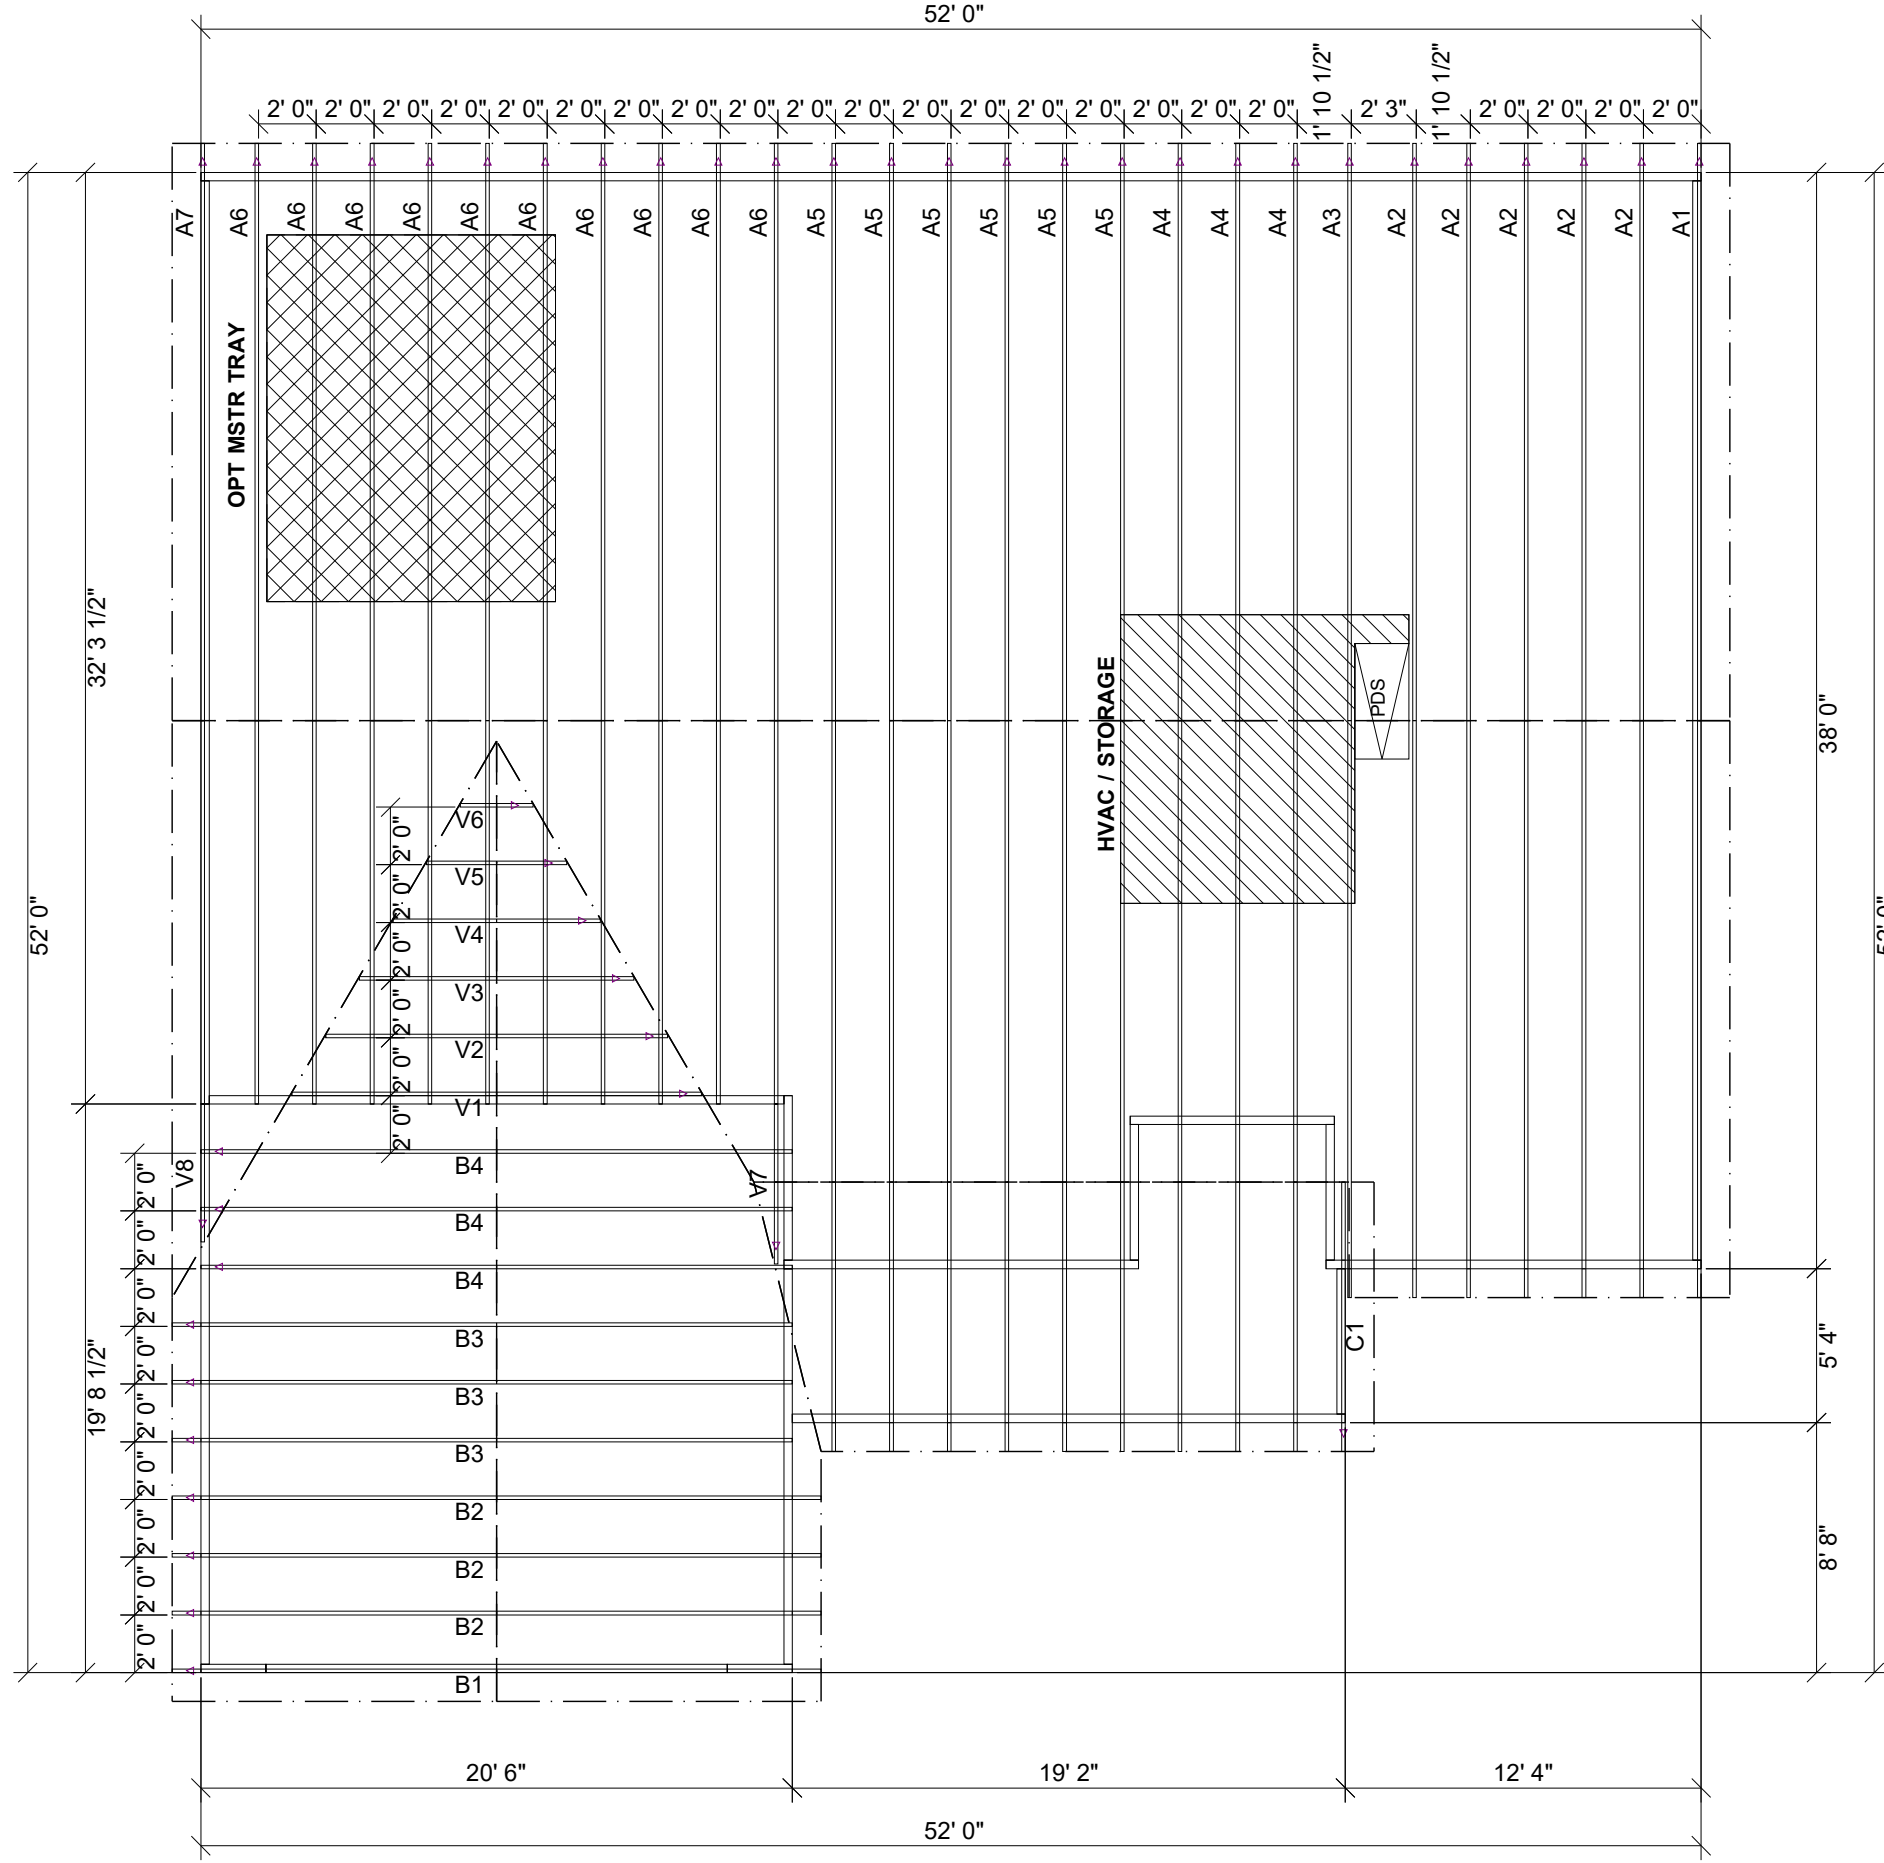 52' 0"
2' 0" 2' 0" 2' 0" 2' 0" 2' 0" 2' 0" 2' 0" 2' 0" 2' 0" 2' 0" 2' 0" 2' 0" 2' 0" 2' 0" 2' 0" 2' 0" 2' 0" 2' 0" 1' 10 1/2" 2' 3" 1' 10 1/2" 2' 0" 2' 0" 2' 0" 2' 0"
A7 A6 A6 A6 A6 A6 A6 A6 A6 A6 A6 A5 A5 A5 A5 A5 A5 A4 A4 A4 A3 A2 A2 A2 A2 A2 A1
OPT MSTR TRAY
32' 3 1/2"
HVAC / STORAGE
PDS
38' 0"
52' 0"
52' 0"
V6
2' 0"
V5
2' 0"
V4
2' 0"
V3
2' 0"
V2
2' 0"
V1
2' 0"
V8
V7
B4
2' 0"
B4
2' 0"
B4
2' 0"
B3
C1
5' 4"
19' 8 1/2"
2' 0"
B3
2' 0"
B3
2' 0"
B2
8' 8"
2' 0"
B2
2' 0"
B2
2' 0"
B1
20' 6" 19' 2" 12' 4"
52' 0"